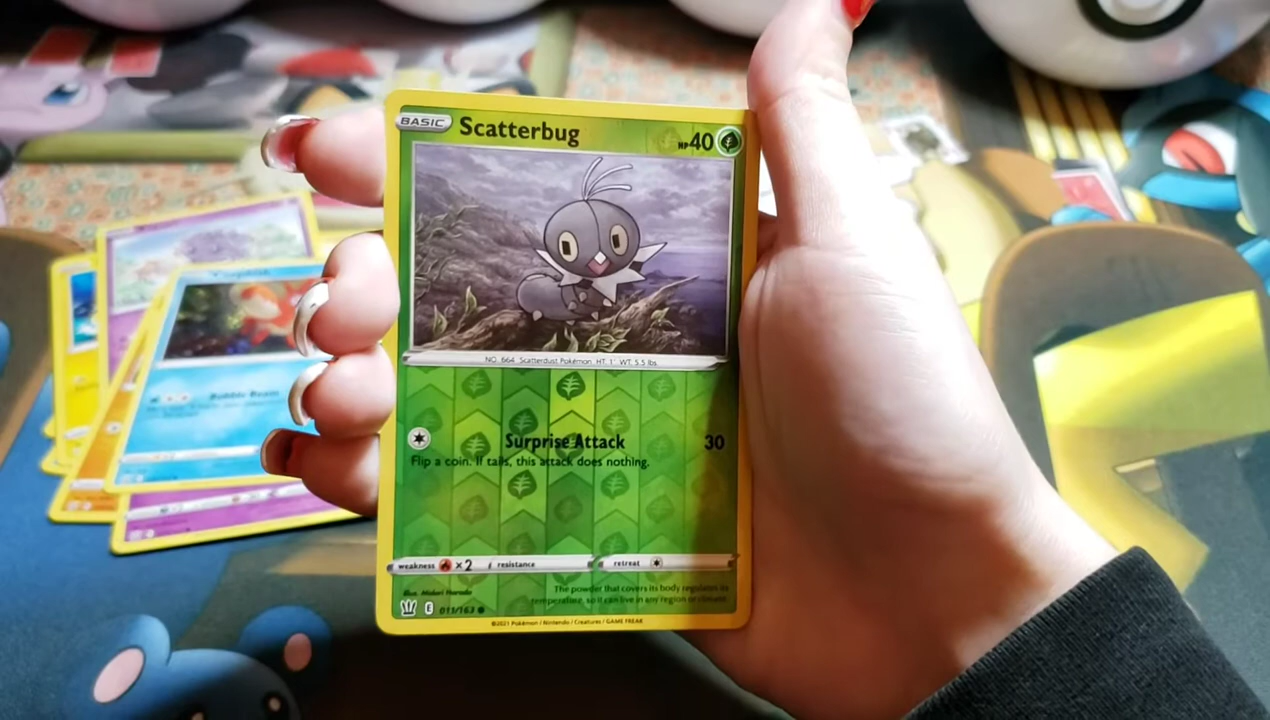 BASIC Scatterbug HP 40
NO. 664 Scatterdust Pokémon HT: 1' WT: 5.5 lbs.
Surprise Attack 30
Flip a coin. If tails, this attack does nothing.
weakness ×2 resistance retreat
Illus. Midori Harada
The powder that covers its body regulates its
temperature, so it can live in any region or climate.
E 011/163
©2021 Pokémon / Nintendo / Creatures / GAME FREAK
Bubble Beam